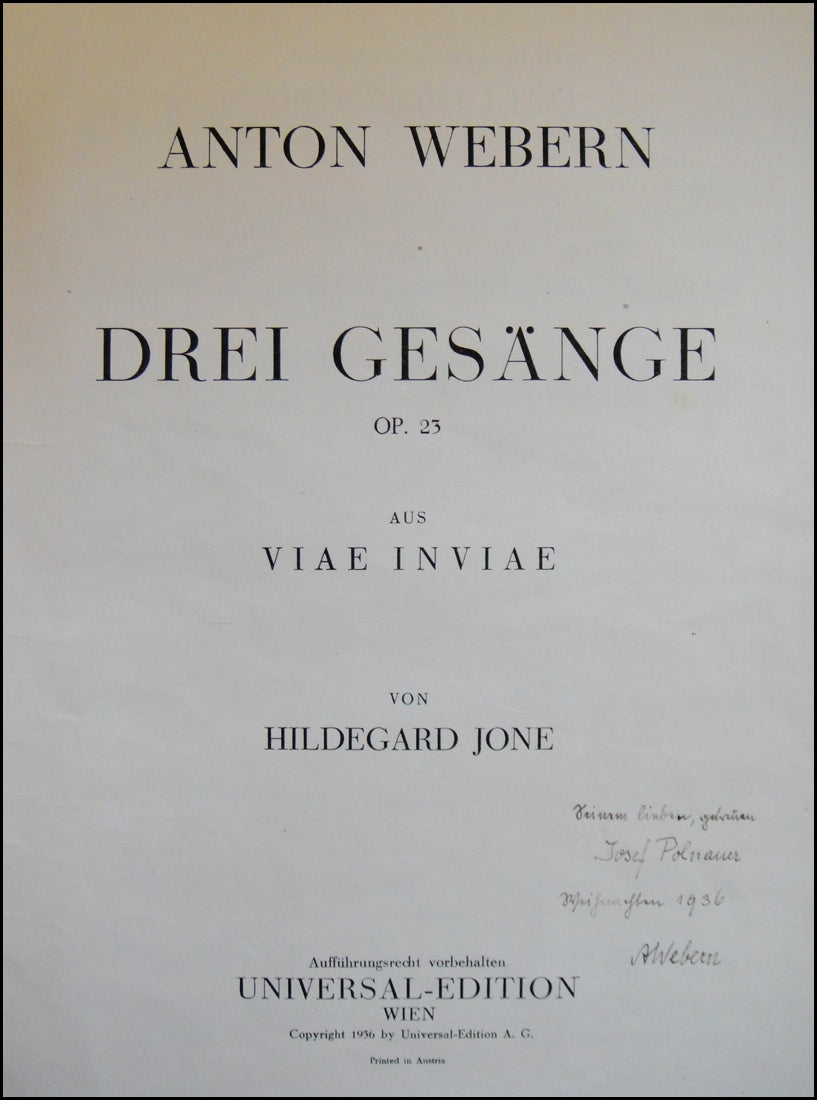 ANTON WEBERN
DREI GESÄNGE
OP. 23
AUS
VIAE INVIAE
VON
HILDEGARD JONE
Seinem lieben, getreuen
Josef Polnauer
Weihnachten 1936
AWebern
Aufführungsrecht vorbehalten
UNIVERSAL-EDITION
WIEN
Copyright 1936 by Universal-Edition A. G.
Printed in Austria